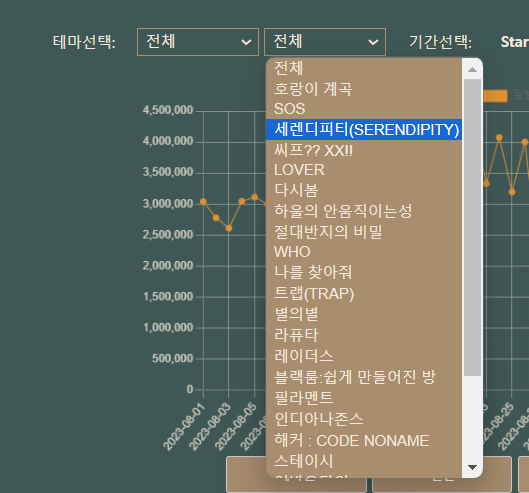 테마선택:
전체
전체
기간선택:
Star
전체
호랑이 계곡
SOS
세렌디피티(SERENDIPITY)
씨프?? XX!!
LOVER
다시봄
하울의 안움직이는성
절대반지의 비밀
WHO
나를 찾아줘
트랩(TRAP)
별의별
라퓨타
레이더스
블랙룸:쉽게 만들어진 방
필라멘트
인디아나존스
해커 : CODE NONAME
스테이시
4,500,000
4,000,000
3,500,000
3,000,000
2,500,000
2,000,000
1,500,000
1,000,000
500,000
0
2023-08-01
2023-08-03
2023-08-05